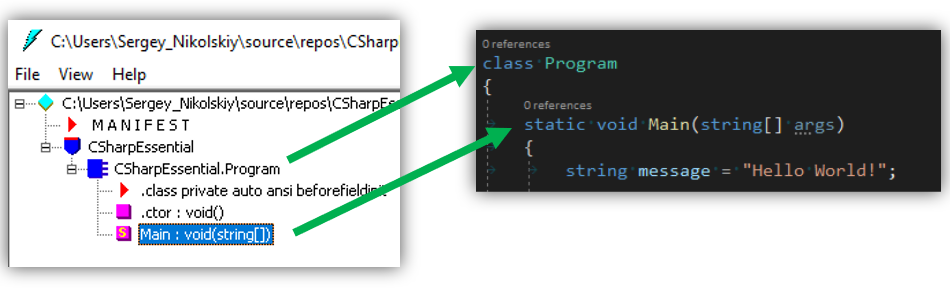 C:\Users\Sergey_Nikolskiy\source\repos\CSharp
File View Help
C:\Users\Sergey_Nikolskiy\source\repos\CSharpEs
MANIFEST
CSharpEssential
CSharpEssential.Program
.class private auto ansi beforefieldinit
.ctor : void()
S
Main : void(string[])
0 references
class Program
{
0 references
static void Main(string[] args)
{
string message = "Hello World!";